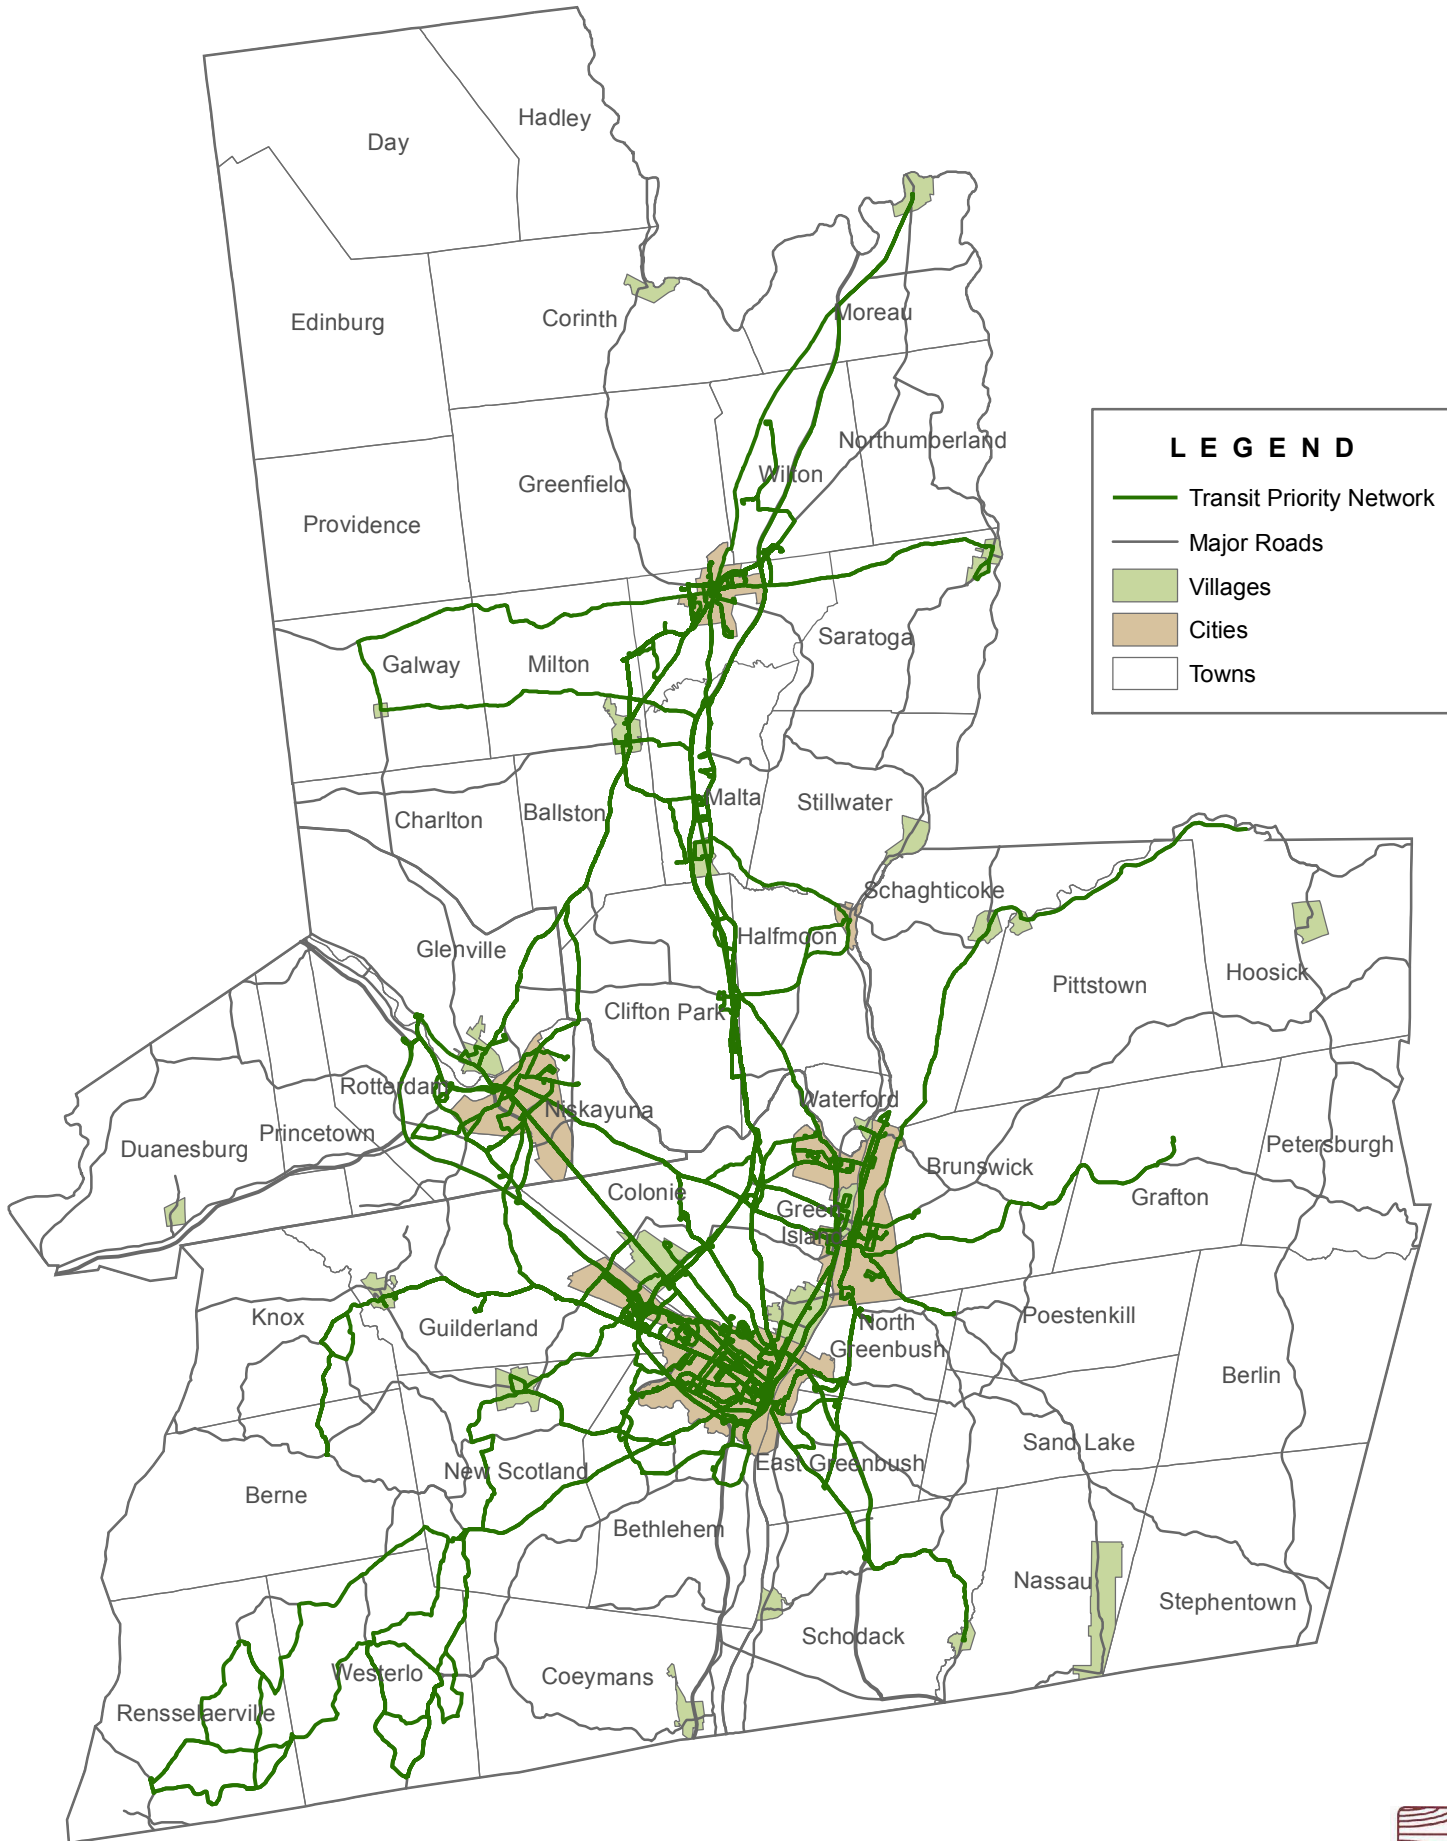 Hadley
Day
Edinburg
Corinth
Moreau
Northumberland
Wilton
Greenfield
Providence
LEGEND
Transit Priority Network
Major Roads
Villages
Cities
Towns
Saratoga
Galway
Milton
Malta
Stillwater
Charlton
Ballston
Schaghticoke
Halfmoon
Glenville
Hoosick
Pittstown
Clifton Park
Rotterdam
Niskayuna
Waterford
Princetown
Duanesburg
Petersburgh
Brunswick
Grafton
Colonie
Green
Island
Knox
Guilderland
North
Greenbush
Poestenkill
Berlin
Sand Lake
East Greenbush
New Scotland
Berne
Bethlehem
Nassau
Stephentown
Schodack
Westerlo
Coeymans
Rensselaerville